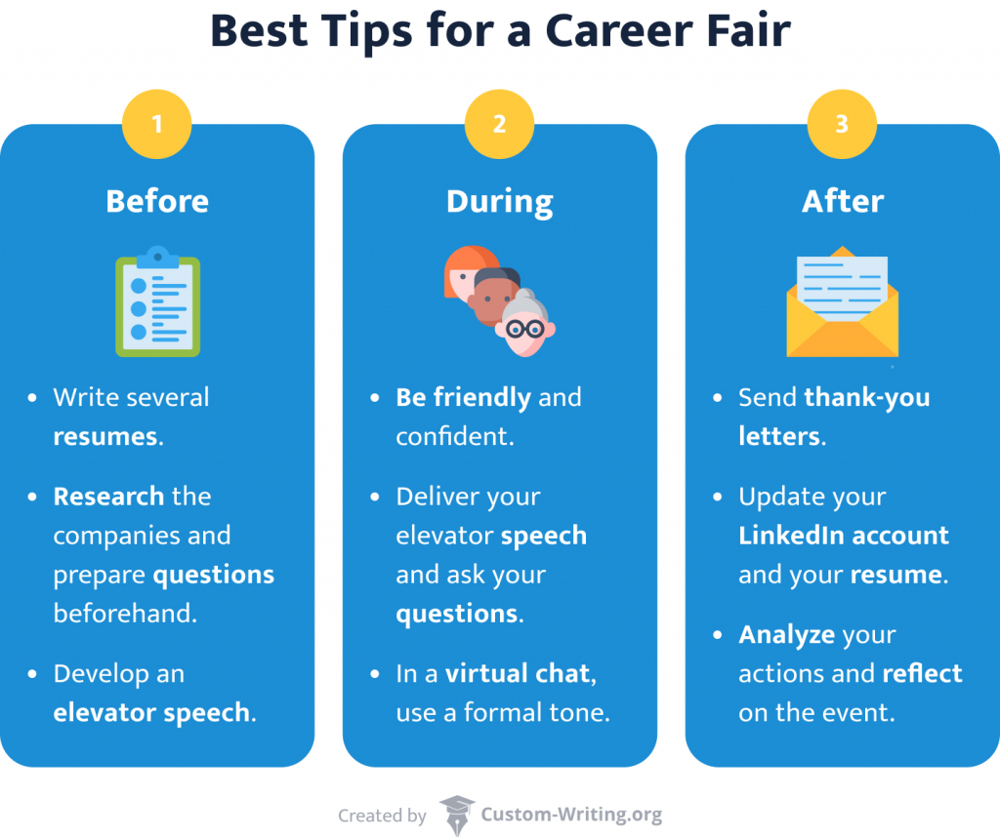 Best Tips for a Career Fair
1
Before
• Write several
resumes.
• Research the
companies and
prepare questions
beforehand.
• Develop an
elevator speech.
2
During
• Be friendly and
confident.
• Deliver your
elevator speech
and ask your
questions.
• In a virtual chat,
use a formal tone.
3
After
• Send thank-you
letters.
• Update your
LinkedIn account
and your resume.
• Analyze your
actions and reflect
on the event.
Created by Custom-Writing.org